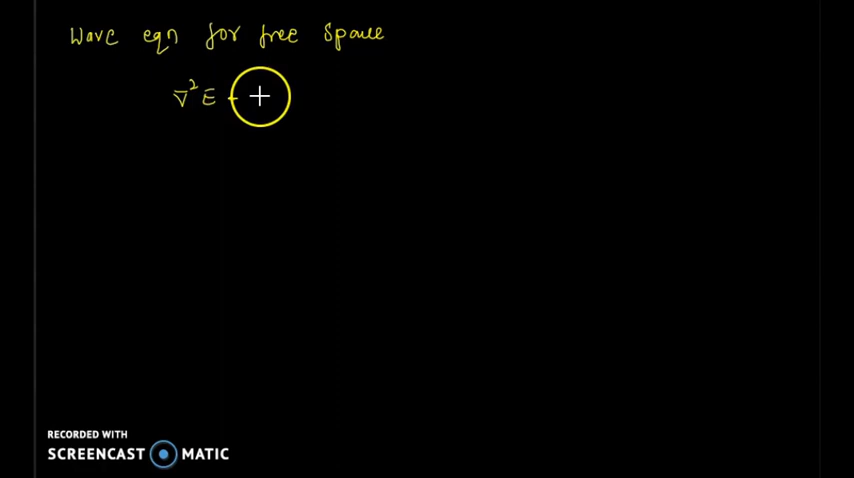 Wave eqn for free Space
∇²E -
RECORDED WITH
SCREENCAST MATIC